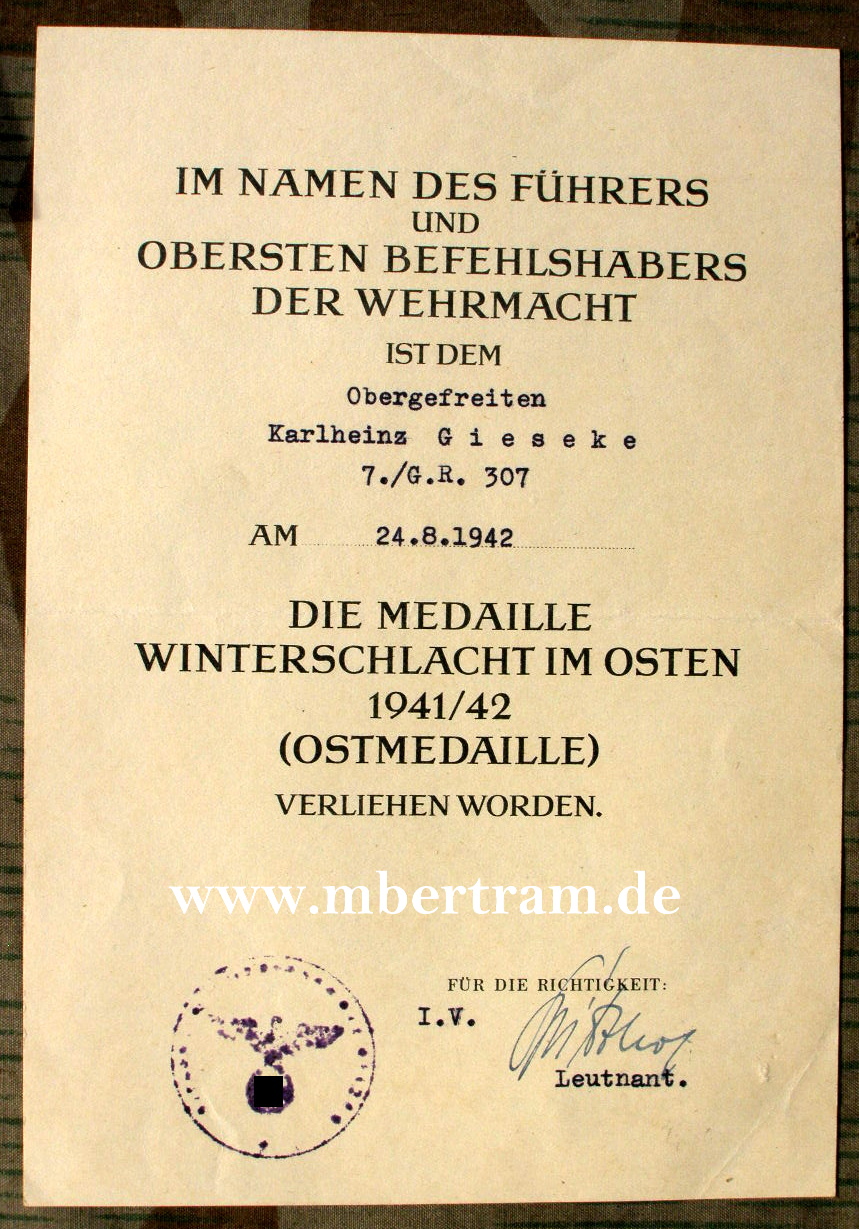 IM NAMEN DES FÜHRERS
UND
OBERSTEN BEFEHLSHABERS
DER WEHRMACHT
IST DEM
Obergefreiten
Karlheinz G i e s e k e
7./G.R. 307
AM 24.8.1942
DIE MEDAILLE
WINTERSCHLACHT IM OSTEN
1941/42
(OSTMEDAILLE)
VERLIEHEN WORDEN.
www.mbertram.de
FÜR DIE RICHTIGKEIT:
I.V.
Leutnant.